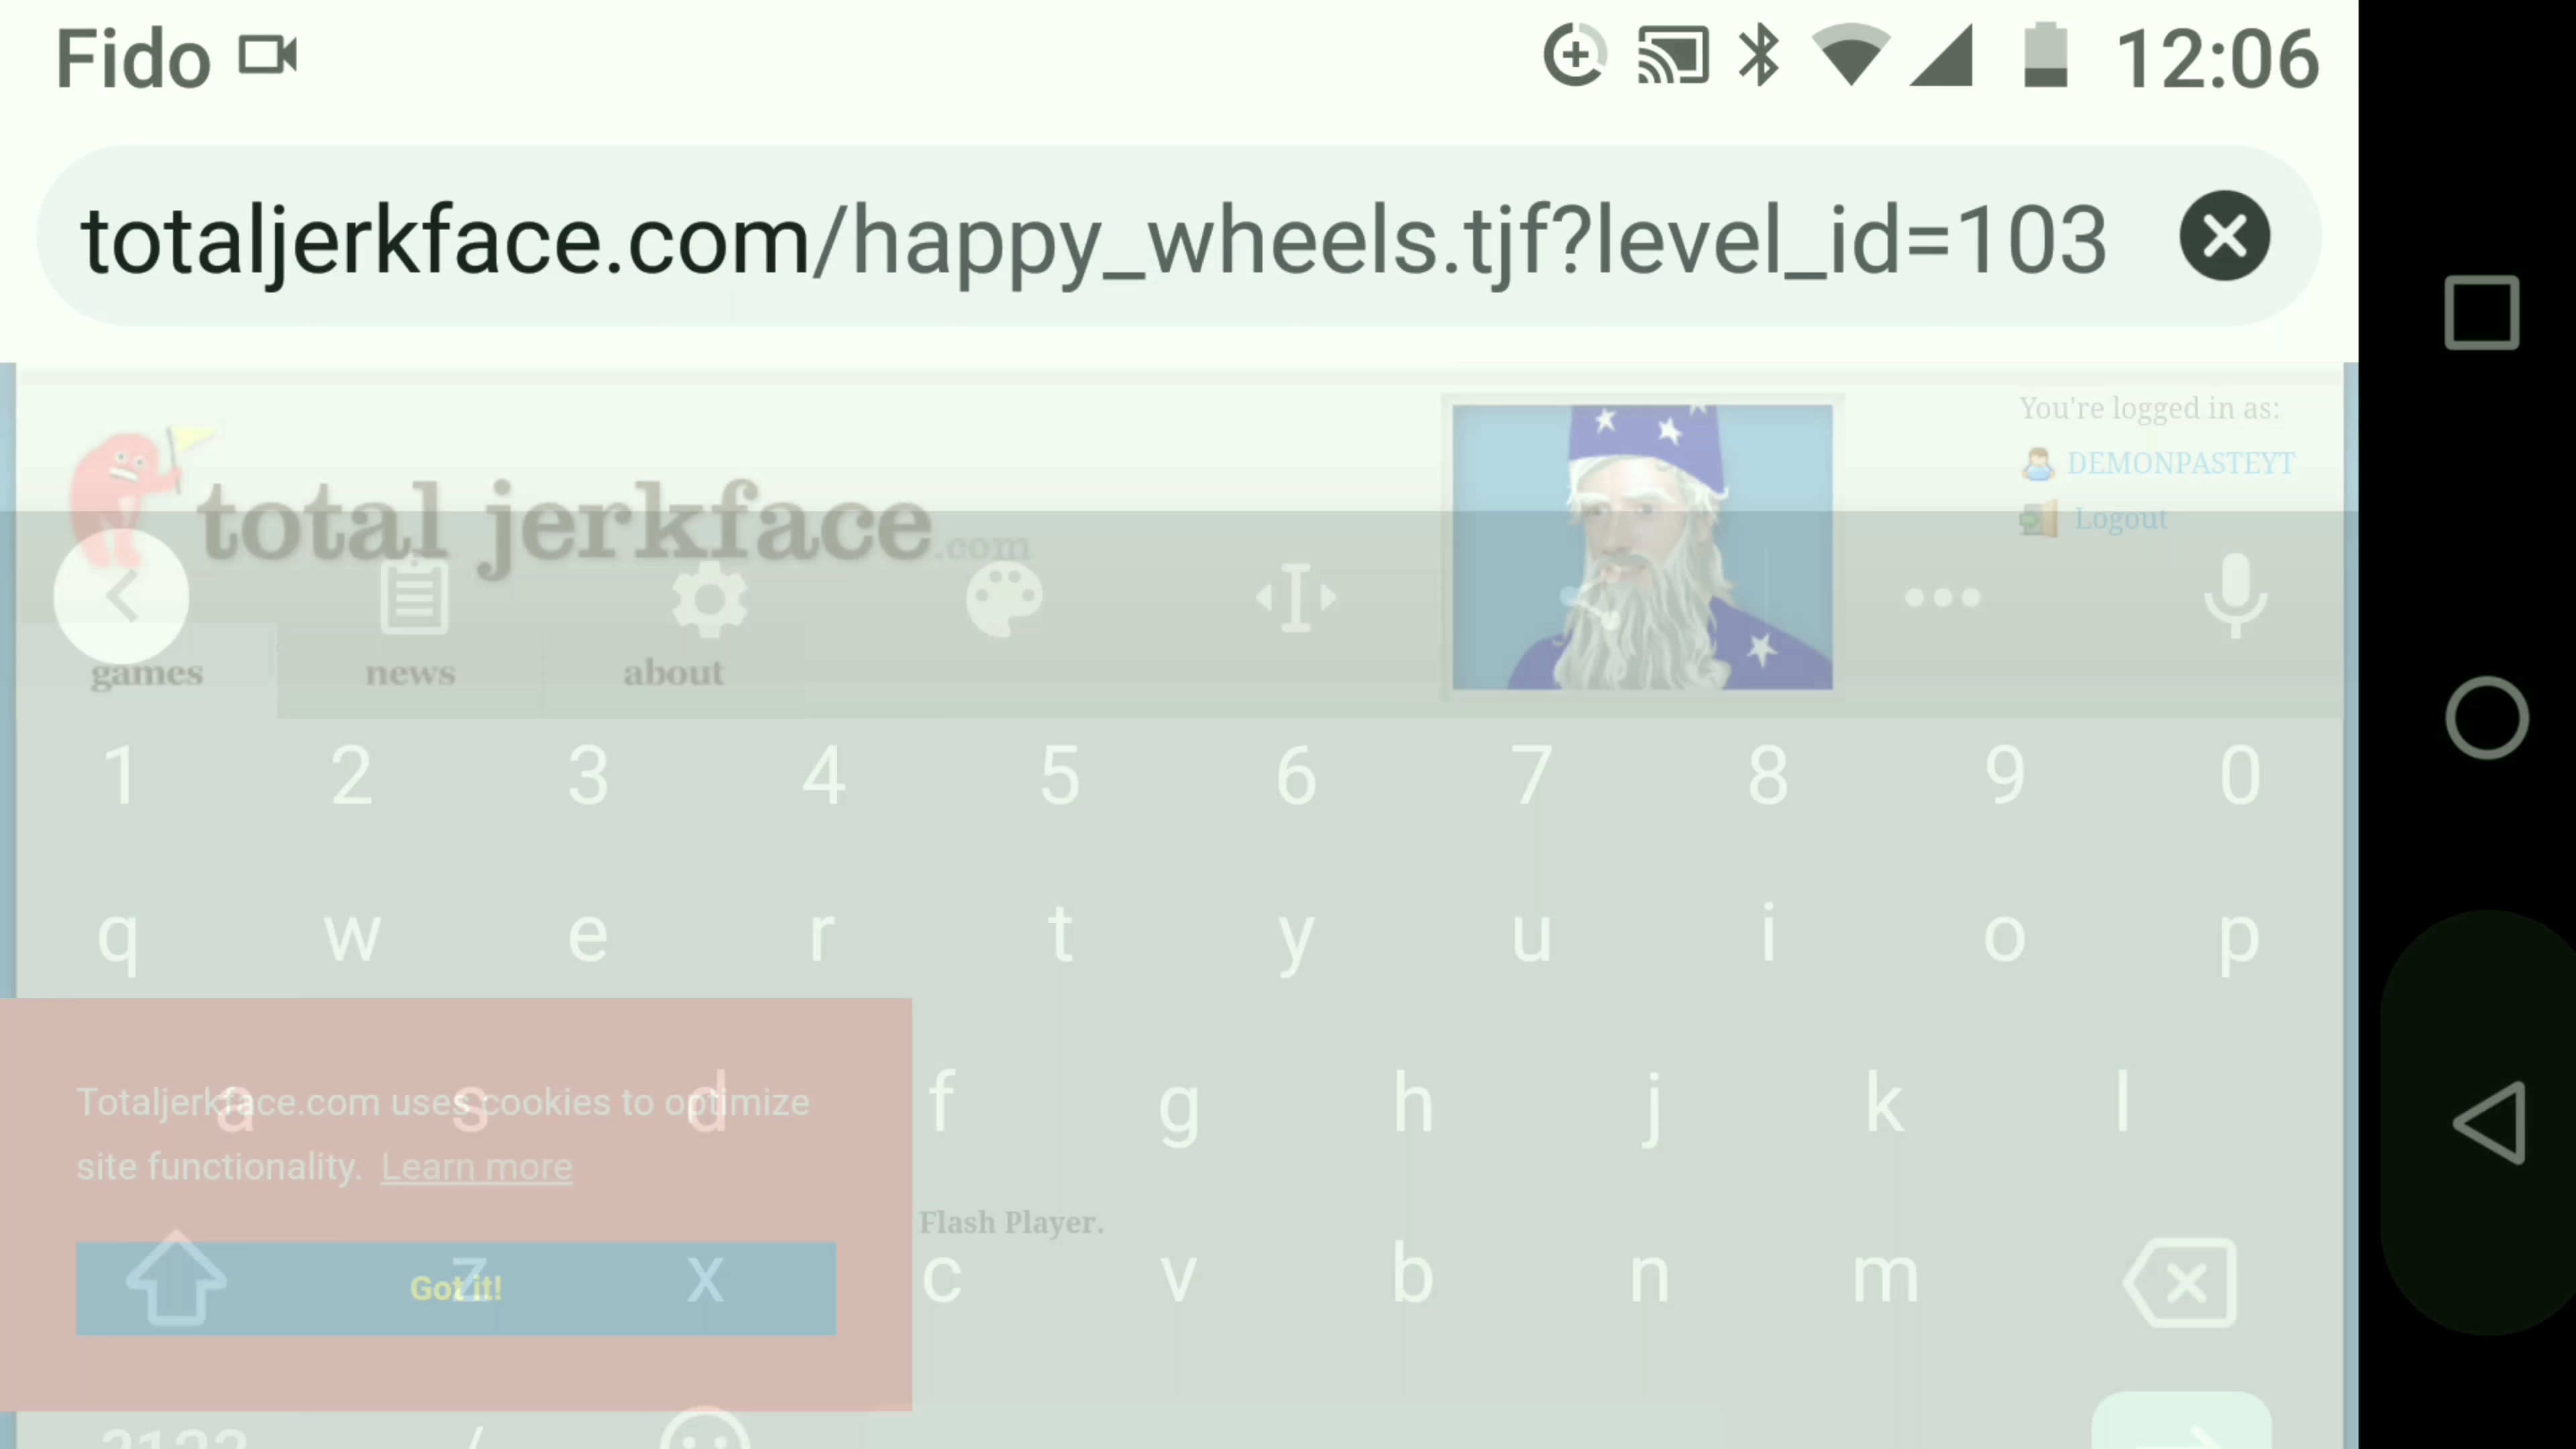 Fido 12:06
totaljerkface.com/happy_wheels.tjf?level_id=103
You're logged in as:
DEMONPASTEYT
total jerkface.com
Logout
games news about
1 2 3 4 5 6 7 8 9 0
q w e r t y u i o p
a s d f g h j k l
Totaljerkface.com uses cookies to optimize
site functionality. Learn more
Flash Player.
z x c v b n m
Got it!
/